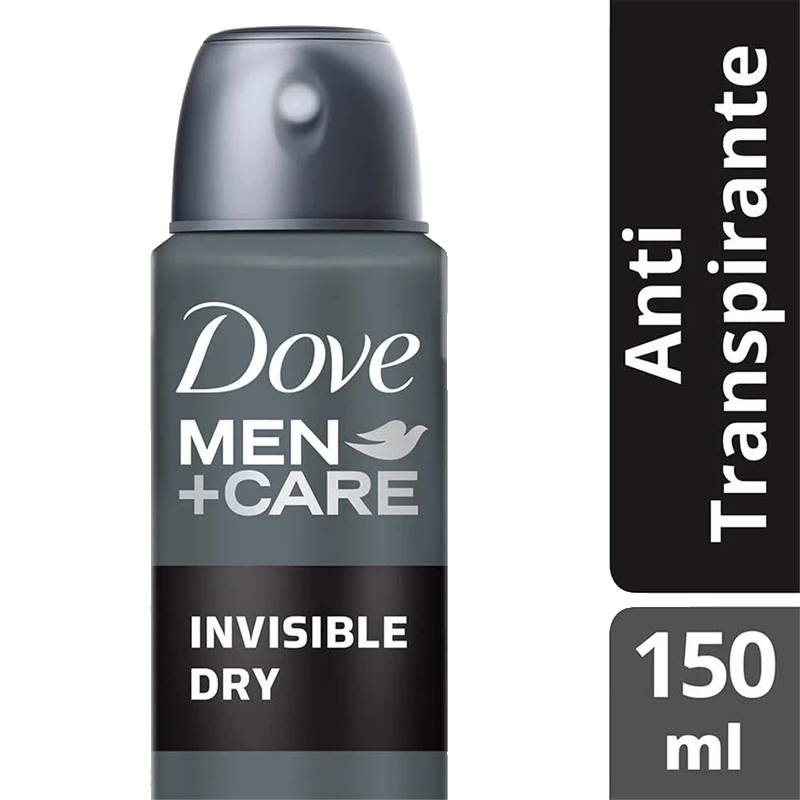 Dove
MEN
+CARE
INVISIBLE
DRY
Anti
Transpirante
150
ml